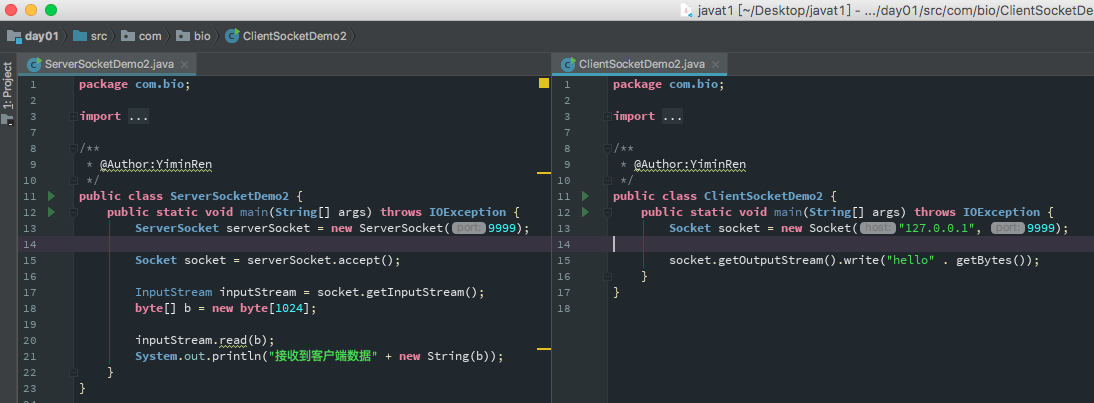 javat1 [~/Desktop/javat1] - .../day01/src/com/bio/ClientSocketDe
day01 src com bio ClientSocketDemo2
1: Project
ServerSocketDemo2.java
1 package com.bio;
2
3 import ...
7
8 /**
9 * @Author:YiminRen
10 */
11 public class ServerSocketDemo2 {
12 public static void main(String[] args) throws IOException {
13 ServerSocket serverSocket = new ServerSocket( port: 9999);
14
15 Socket socket = serverSocket.accept();
16
17 InputStream inputStream = socket.getInputStream();
18 byte[] b = new byte[1024];
19
20 inputStream.read(b);
21 System.out.println("接收到客户端数据" + new String(b));
22 }
23 }
ClientSocketDemo2.java
1 package com.bio;
2
3 import ...
7
8 /**
9 * @Author:YiminRen
10 */
11 public class ClientSocketDemo2 {
12 public static void main(String[] args) throws IOException {
13 Socket socket = new Socket( host: "127.0.0.1", port: 9999);
14
15 socket.getOutputStream().write("hello" . getBytes());
16 }
17 }
18